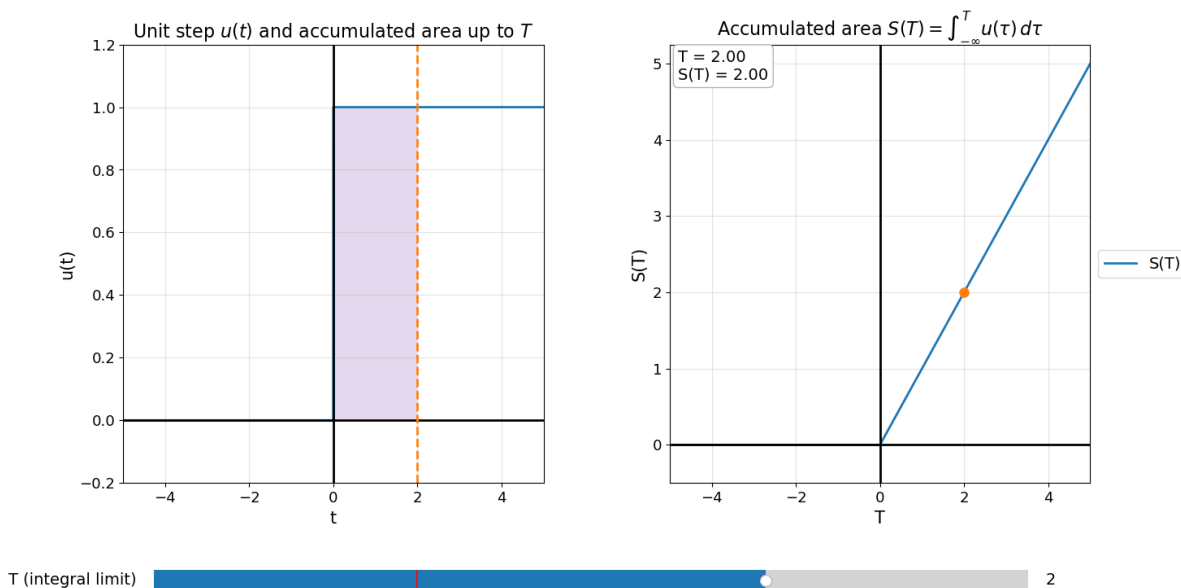 Unit step u(t) and accumulated area up to T
1.2
1.0
0.8
0.6
0.4
0.2
0.0
−0.2
u(t)
−4 −2 0 2 4
t
Accumulated area S(T) = ∫_{−∞}^{T} u(τ) dτ
T = 2.00
S(T) = 2.00
5
4
3
2
1
0
S(T)
−4 −2 0 2 4
T
S(T)
T (integral limit) 2